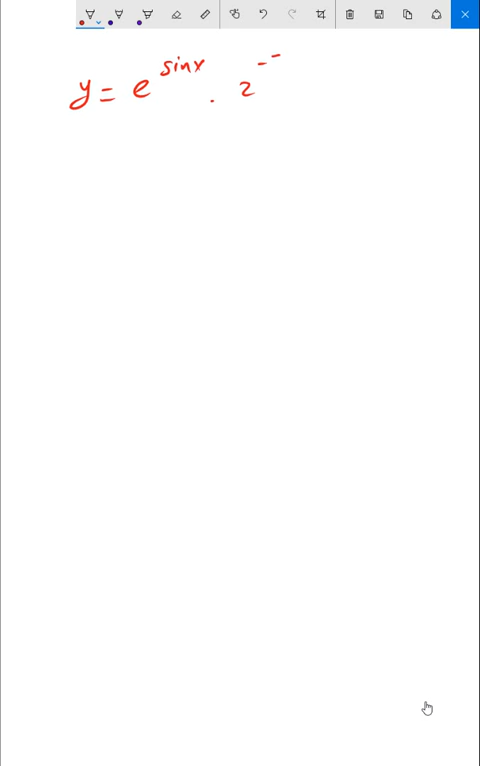 y = e^sinx . 2^--